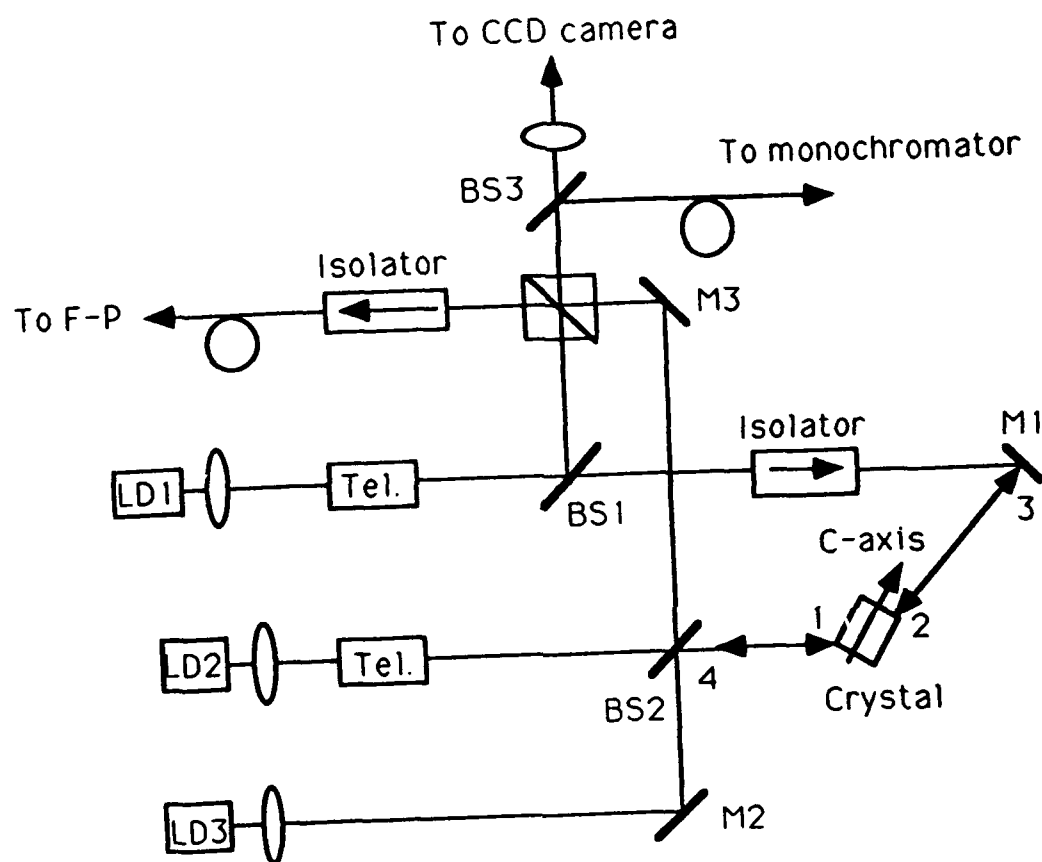 To CCD camera
To monochromator
BS3
Isolator
M3
To F-P
Isolator
M1
LD1
Tel.
BS1
3
C-axis
1
2
LD2
Tel.
4
BS2
Crystal
LD3
M2